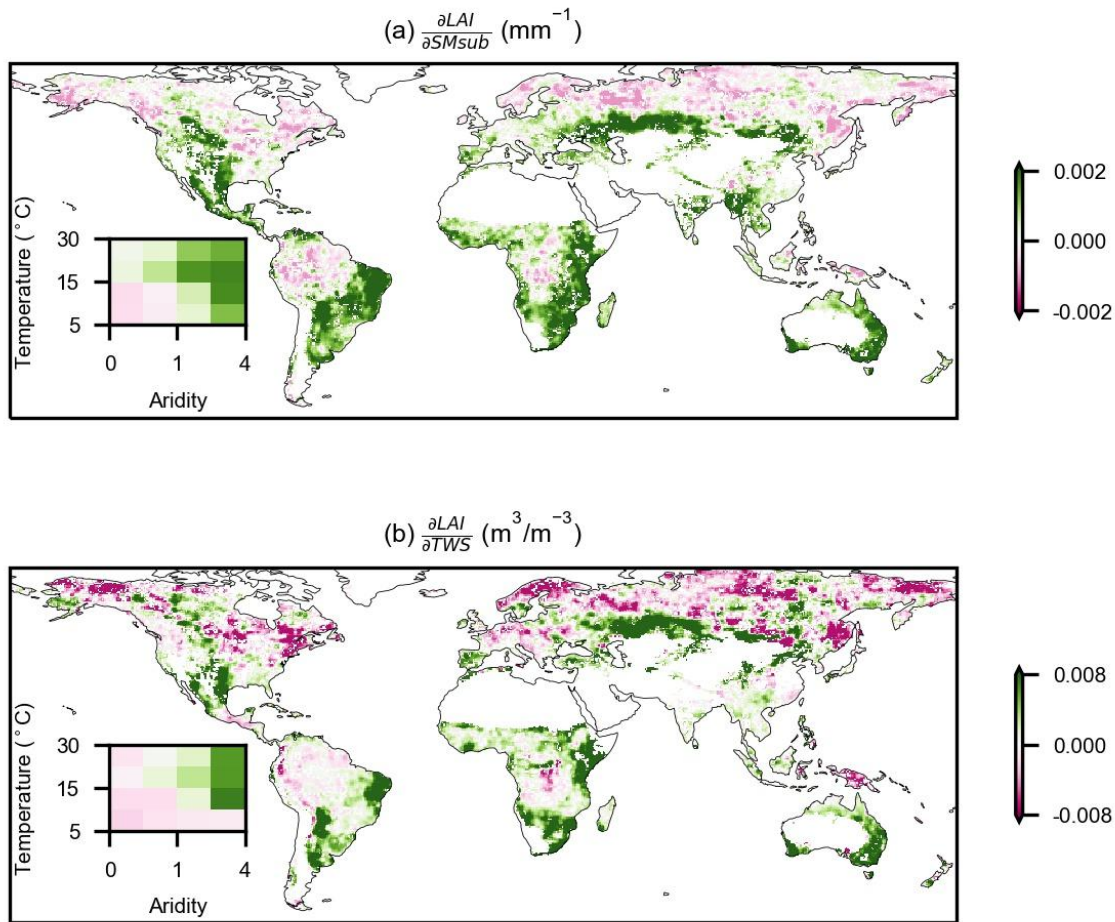 (a) ∂LAI/∂SMsub (mm⁻¹)
0.002
0.000
-0.002
Temperature (°C)
30
15
5
0 1 4
Aridity
(b) ∂LAI/∂TWS (m³/m⁻³)
0.008
0.000
-0.008
Temperature (°C)
30
15
5
0 1 4
Aridity